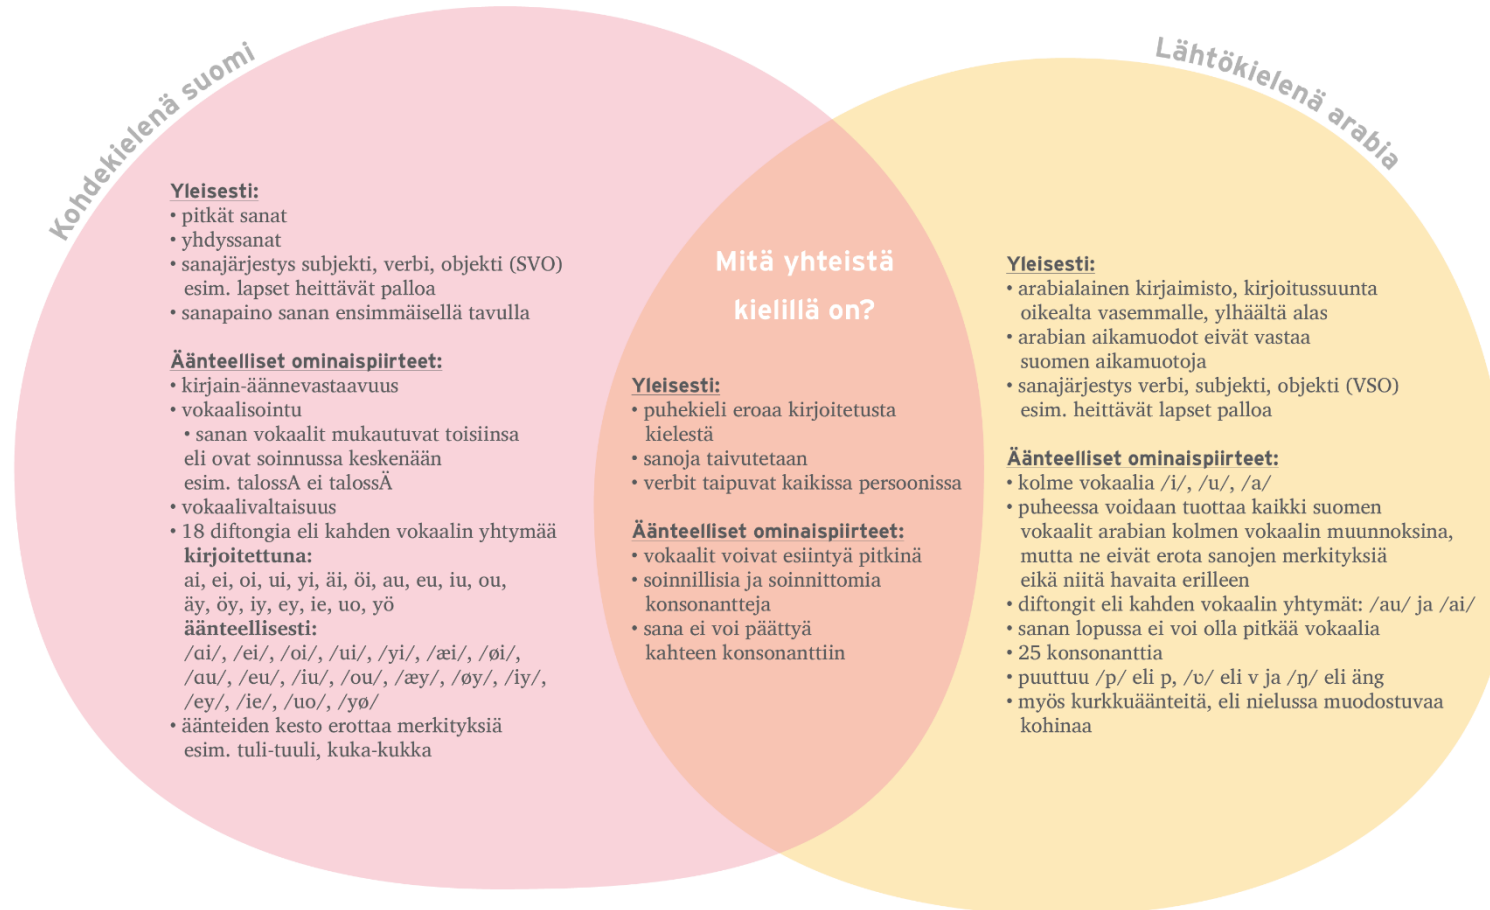 Kohdekielenä suomi
Yleisesti:
• pitkät sanat
• yhdyssanat
• sanajärjestys subjekti, verbi, objekti (SVO)
esim. lapset heittävät palloa
• sanapaino sanan ensimmäisellä tavulla
Äänteelliset ominaispiirteet:
• kirjain-äännevastaavuus
• vokaalisointu
• sanan vokaalit mukautuvat toisiinsa
eli ovat soinnussa keskenään
esim. talossA ei talossÄ
• vokaalivaltaisuus
• 18 diftongia eli kahden vokaalin yhtymää
kirjoitettuna:
ai, ei, oi, ui, yi, äi, öi, au, eu, iu, ou,
äy, öy, iy, ey, ie, uo, yö
äänteellisesti:
/ɑi/, /ei/, /oi/, /ui/, /yi/, /æi/, /øi/,
/ɑu/, /eu/, /iu/, /ou/, /æy/, /øy/, /iy/,
/ey/, /ie/, /uo/, /yø/
• äänteiden kesto erottaa merkityksiä
esim. tuli-tuuli, kuka-kukka
Mitä yhteistä
kielillä on?
Yleisesti:
• puhekieli eroaa kirjoitetusta
kielestä
• sanoja taivutetaan
• verbit taipuvat kaikissa persoonissa
Äänteelliset ominaispiirteet:
• vokaalit voivat esiintyä pitkinä
• soinnillisia ja soinnittomia
konsonantteja
• sana ei voi päättyä
kahteen konsonanttiin
Lähtökielenä arabia
Yleisesti:
• arabialainen kirjaimisto, kirjoitussuunta
oikealta vasemmalle, ylhäältä alas
• arabian aikamuodot eivät vastaa
suomen aikamuotoja
• sanajärjestys verbi, subjekti, objekti (VSO)
esim. heittävät lapset palloa
Äänteelliset ominaispiirteet:
• kolme vokaalia /i/, /u/, /a/
• puheessa voidaan tuottaa kaikki suomen
vokaalit arabian kolmen vokaalin muunnoksina,
mutta ne eivät erota sanojen merkityksiä
eikä niitä havaita erilleen
• diftongit eli kahden vokaalin yhtymät: /au/ ja /ai/
• sanan lopussa ei voi olla pitkää vokaalia
• 25 konsonanttia
• puuttuu /p/ eli p, /ʋ/ eli v ja /ŋ/ eli äng
• myös kurkkuäänteitä, eli nielussa muodostuvaa
kohinaa